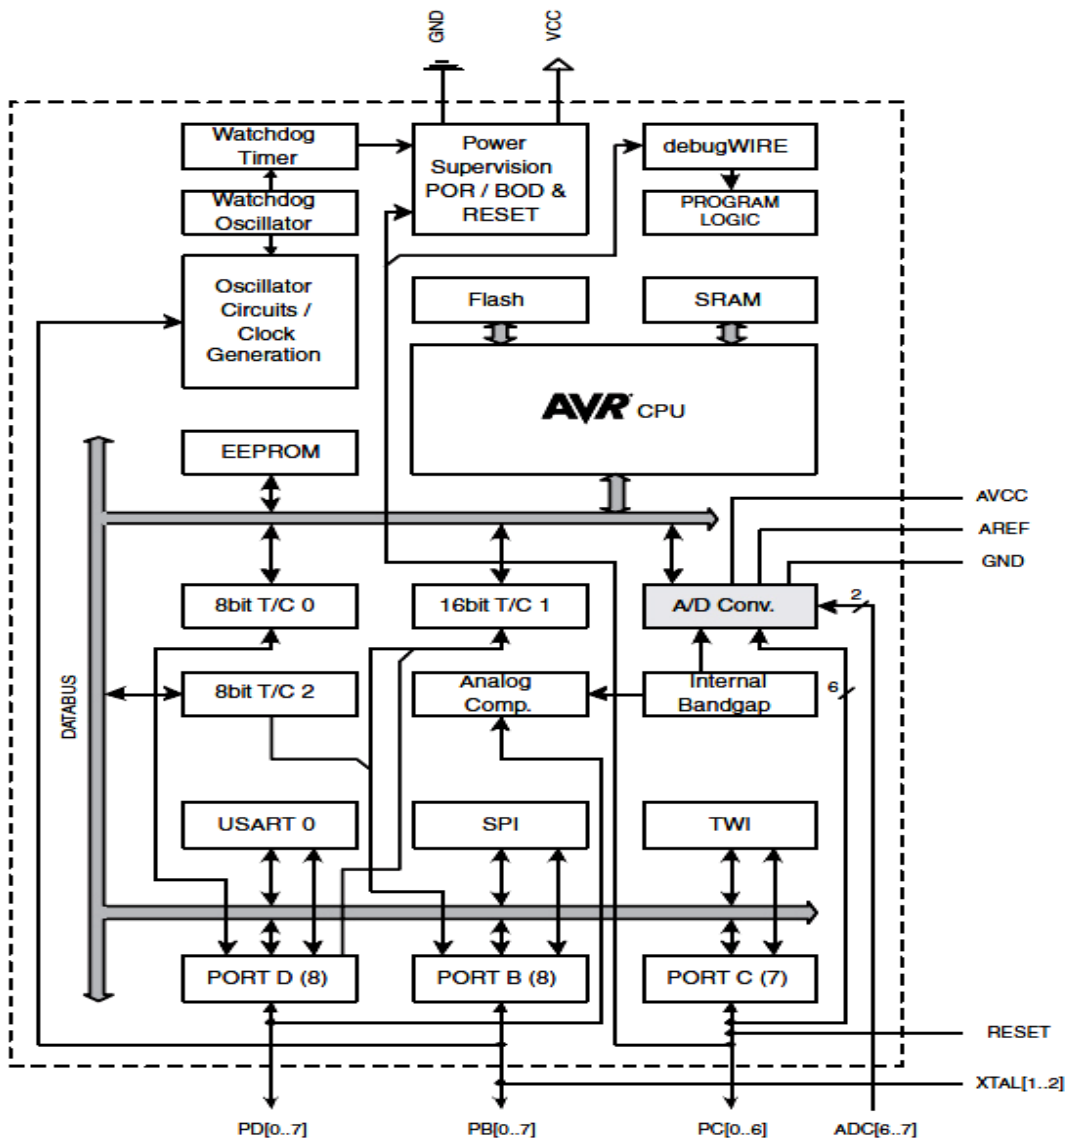 GND
VCC
Watchdog
Timer
Power
Supervision
POR / BOD &
RESET
debugWIRE
Watchdog
Oscillator
PROGRAM
LOGIC
Oscillator
Circuits /
Clock
Generation
Flash
SRAM
AVR CPU
EEPROM
AVCC
AREF
GND
8bit T/C 0
16bit T/C 1
A/D Conv.
2
DATABUS
8bit T/C 2
Analog
Comp.
Internal
Bandgap
6
USART 0
SPI
TWI
PORT D (8)
PORT B (8)
PORT C (7)
RESET
XTAL[1..2]
PD[0..7]
PB[0..7]
PC[0..6]
ADC[6..7]